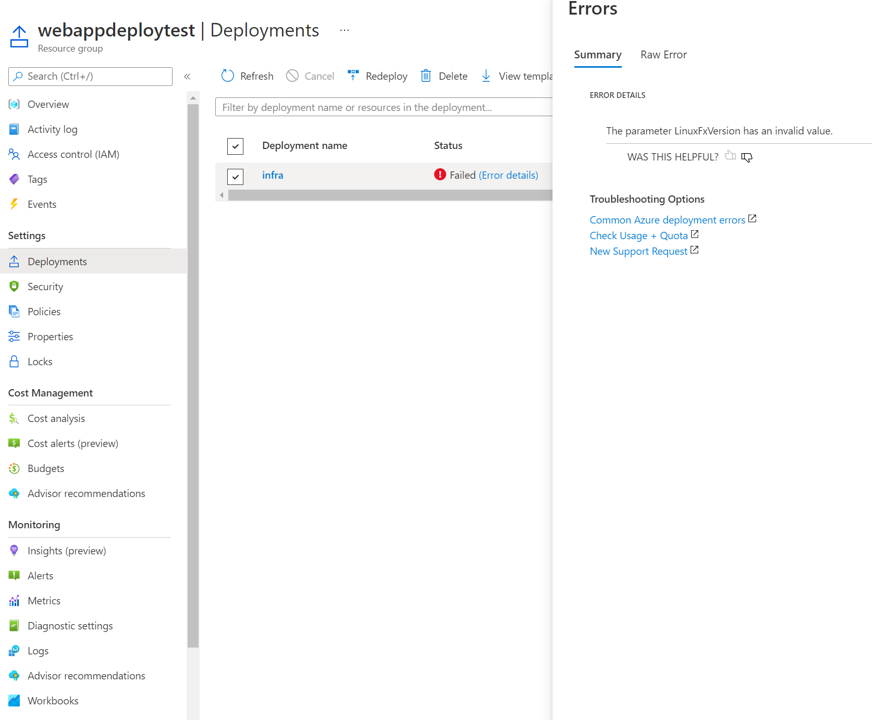 webappdeploytest | Deployments ...
Resource group
Search (Ctrl+/)
«
Overview
Activity log
Access control (IAM)
Tags
Events
Settings
Deployments
Security
Policies
Properties
Locks
Cost Management
Cost analysis
Cost alerts (preview)
Budgets
Advisor recommendations
Monitoring
Insights (preview)
Alerts
Metrics
Diagnostic settings
Logs
Advisor recommendations
Workbooks
Refresh Cancel Redeploy Delete View templa
Filter by deployment name or resources in the deployment...
Deployment name Status
infra Failed (Error details)
Errors
Summary Raw Error
ERROR DETAILS
The parameter LinuxFxVersion has an invalid value.
WAS THIS HELPFUL?
Troubleshooting Options
Common Azure deployment errors
Check Usage + Quota
New Support Request